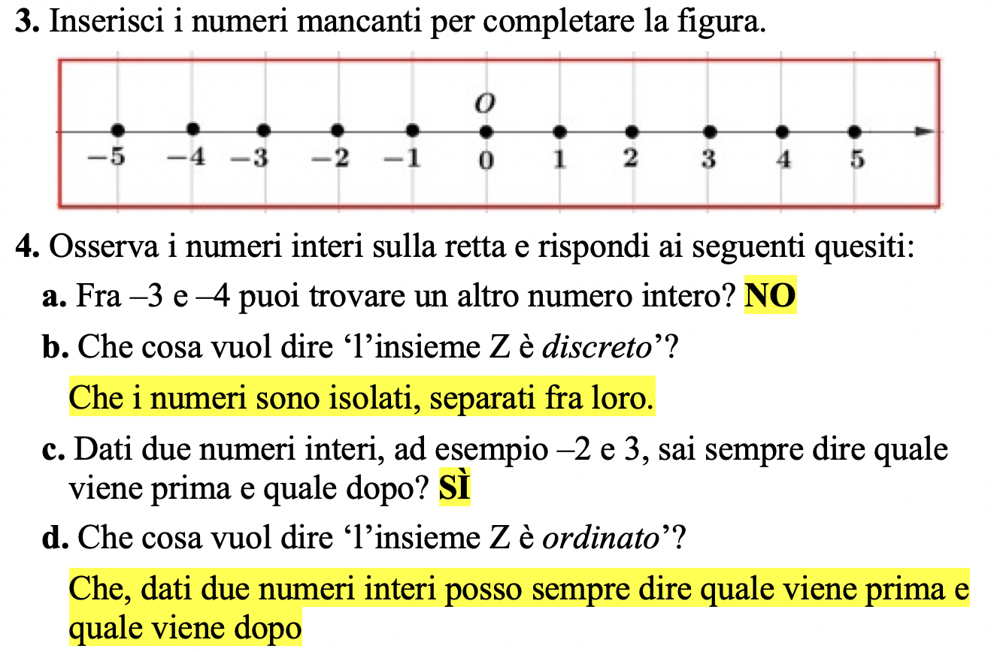 3. Inserisci i numeri mancanti per completare la figura.
O
–5 –4 –3 –2 –1 0 1 2 3 4 5
4. Osserva i numeri interi sulla retta e rispondi ai seguenti quesiti:
a. Fra –3 e –4 puoi trovare un altro numero intero? NO
b. Che cosa vuol dire ‘l’insieme Z è discreto’?
Che i numeri sono isolati, separati fra loro.
c. Dati due numeri interi, ad esempio –2 e 3, sai sempre dire quale
viene prima e quale dopo? SÌ
d. Che cosa vuol dire ‘l’insieme Z è ordinato’?
Che, dati due numeri interi posso sempre dire quale viene prima e
quale viene dopo